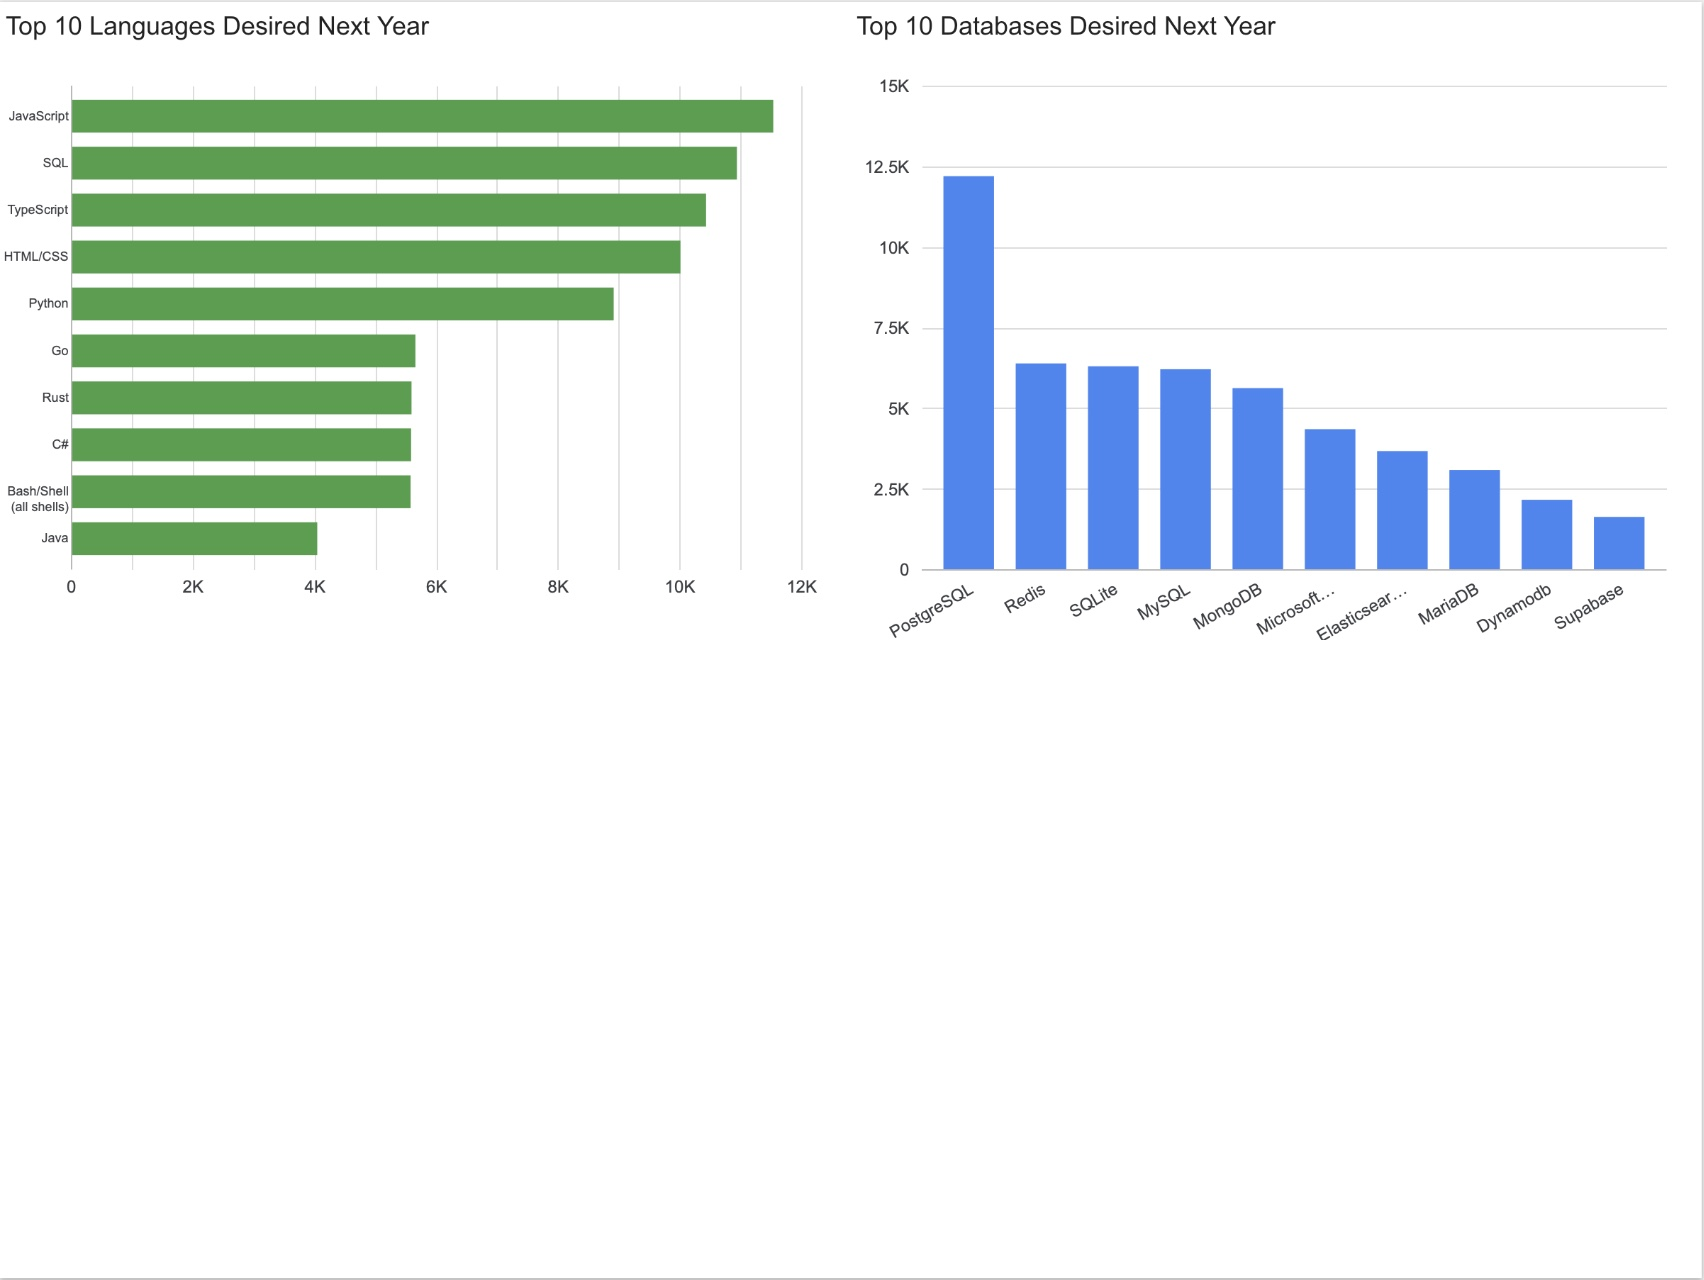 Top 10 Languages Desired Next Year
JavaScript
SQL
TypeScript
HTML/CSS
Python
Go
Rust
C#
Bash/Shell
(all shells)
Java
0 2K 4K 6K 8K 10K 12K
Top 10 Databases Desired Next Year
15K
12.5K
10K
7.5K
5K
2.5K
0
PostgreSQL
Redis
SQLite
MySQL
MongoDB
Microsoft…
Elasticsear…
MariaDB
Dynamodb
Supabase